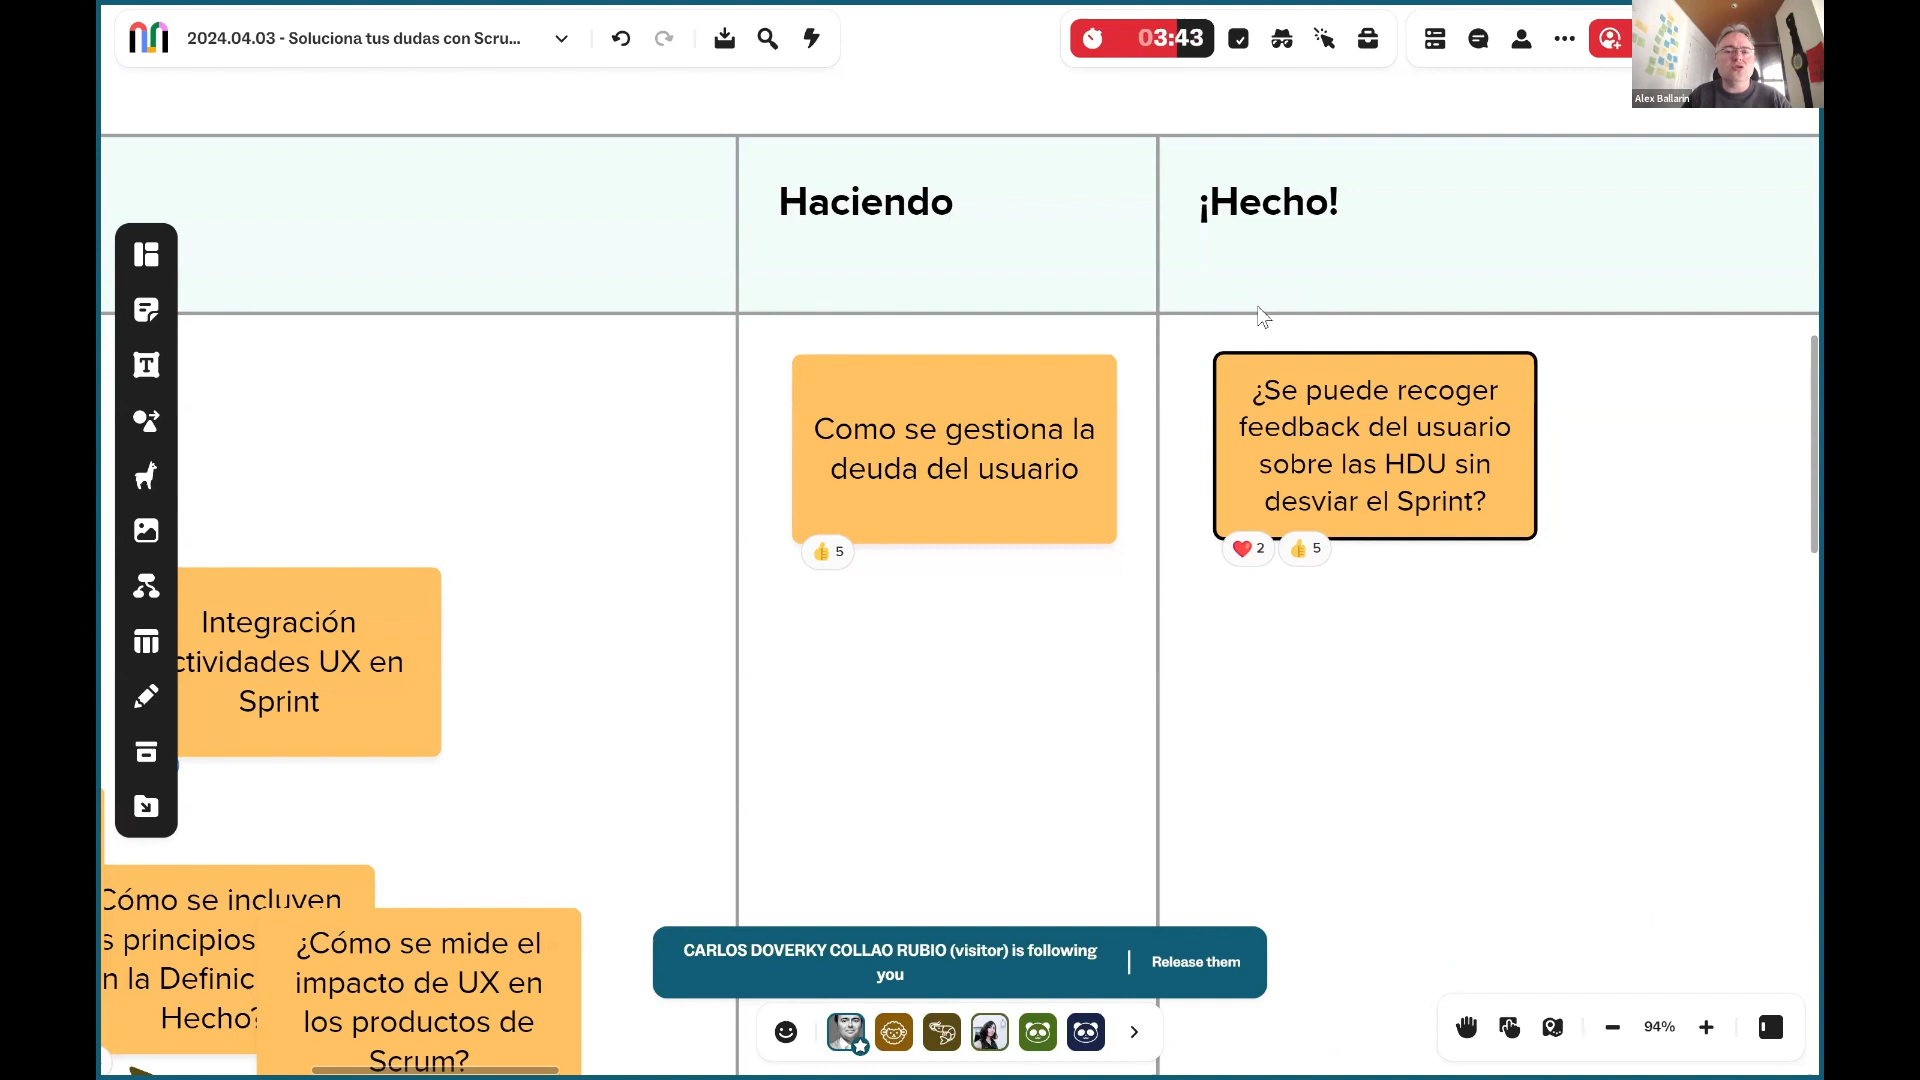 2024.04.03 - Soluciona tus dudas con Scru...
03:43
Alex Ballarin
Haciendo
¡Hecho!
Como se gestiona la
deuda del usuario
👍 5
¿Se puede recoger
feedback del usuario
sobre las HDU sin
desviar el Sprint?
❤️ 2 👍 5
Integración
ctividades UX en
Sprint
Cómo se incluyen
s principios
n la Definic
Hecho?
¿Cómo se mide el
impacto de UX en
los productos de
Scrum?
CARLOS DOVERKY COLLAO RUBIO (visitor) is following
you
Release them
94%